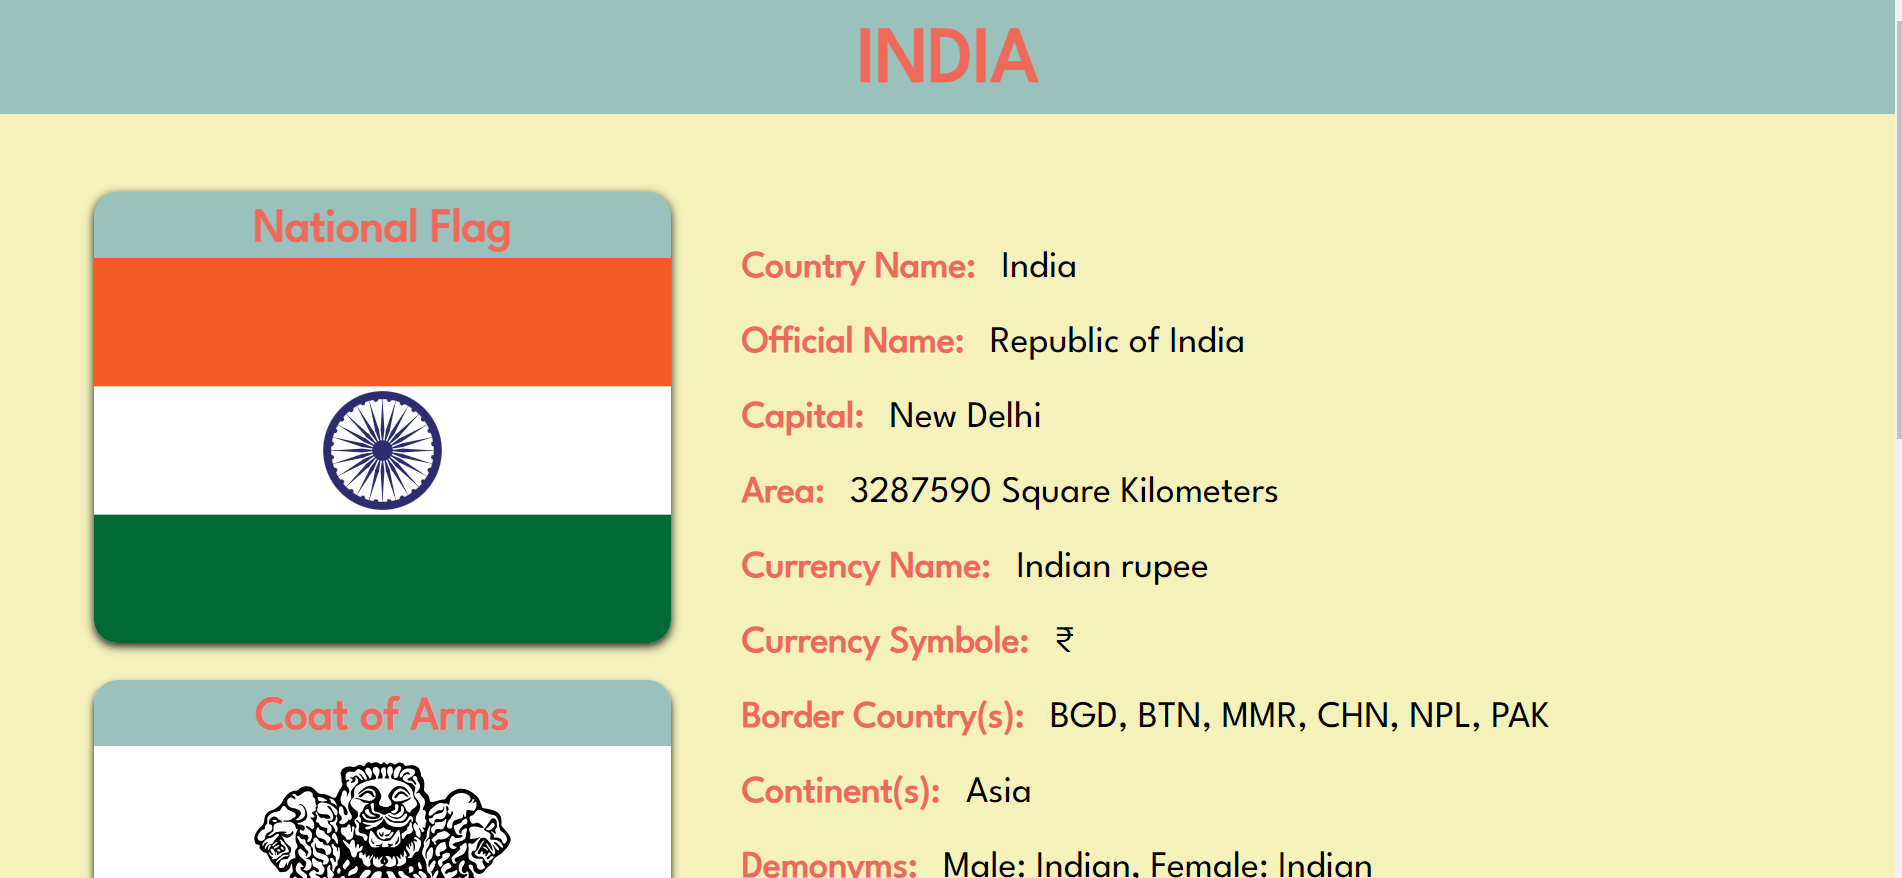 INDIA
National Flag
Coat of Arms
Country Name: India
Official Name: Republic of India
Capital: New Delhi
Area: 3287590 Square Kilometers
Currency Name: Indian rupee
Currency Symbole: ₹
Border Country(s): BGD, BTN, MMR, CHN, NPL, PAK
Continent(s): Asia
Demonyms: Male: Indian, Female: Indian